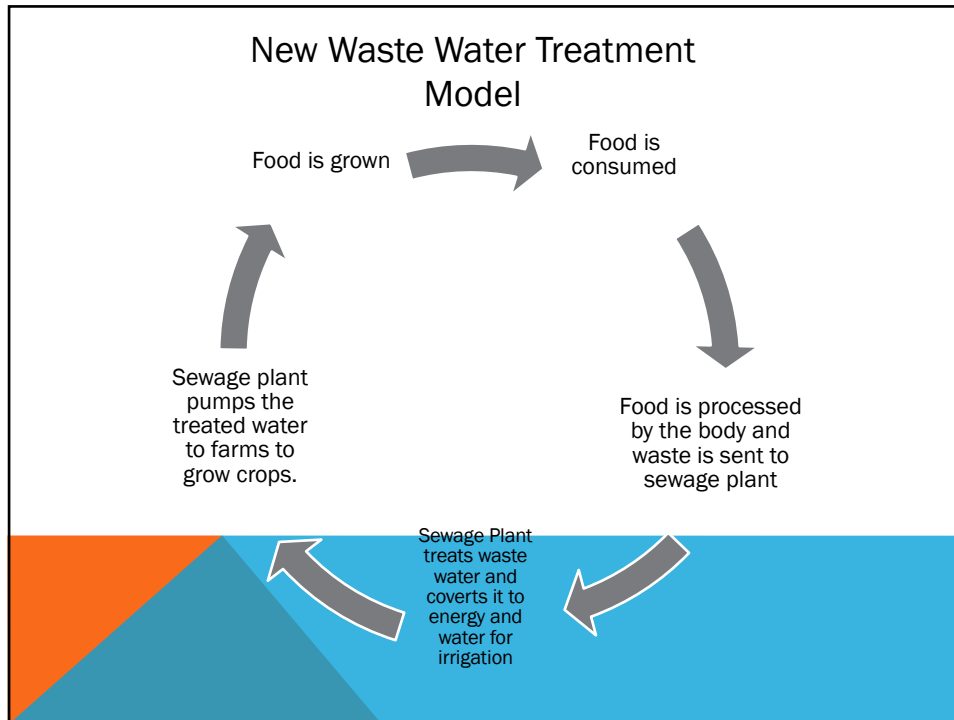 New Waste Water Treatment
Model
Food is grown
Food is
consumed
Food is processed
by the body and
waste is sent to
sewage plant
Sewage Plant
treats waste
water and
coverts it to
energy and
water for
irrigation
Sewage plant
pumps the
treated water
to farms to
grow crops.